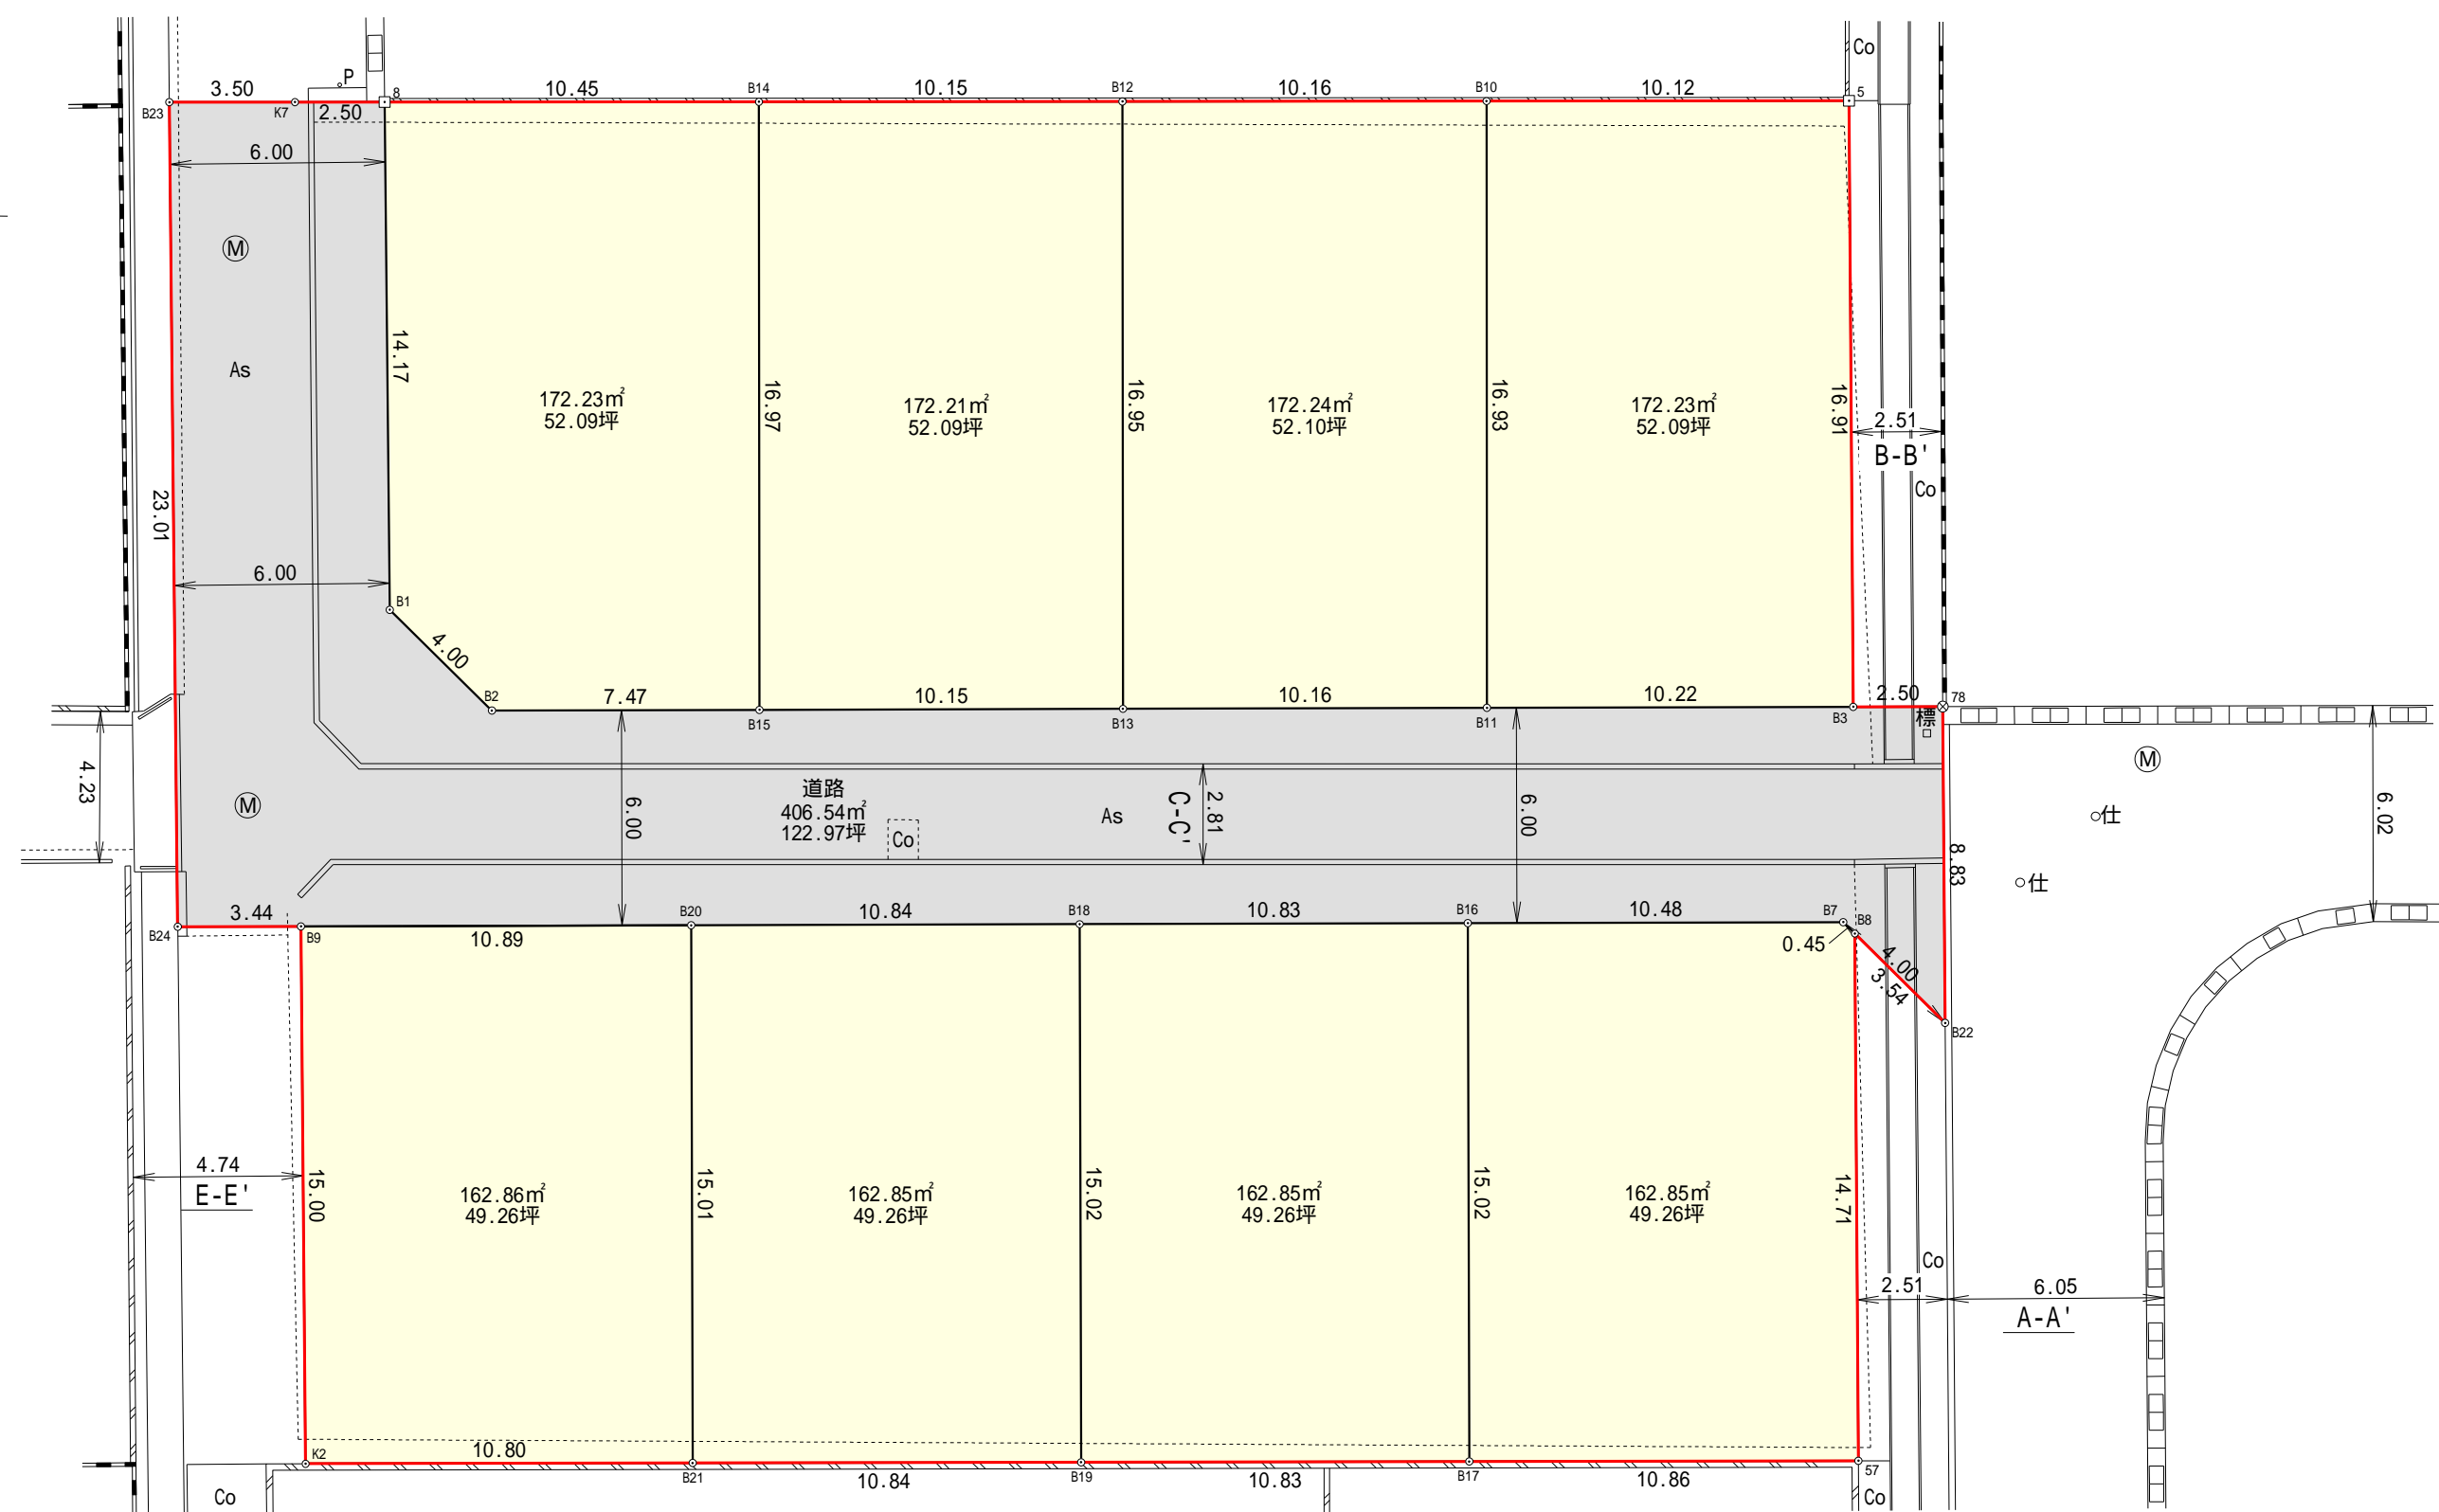 P
Co
3.50
8
10.45
B14
10.15
B12
10.16
B10
10.12
5
B23
K7
2.50
6.00
M
As
14.17
23.01
172.23㎡
52.09坪
16.97
172.21㎡
52.09坪
16.95
172.24㎡
52.10坪
16.93
172.23㎡
52.09坪
16.91
2.51
B-B'
Co
6.00
B1
4.00
B2
7.47
B15
10.15
B13
10.16
B11
10.22
B3
2.50
78
標
M
4.23
M
道路
406.54㎡
122.97坪
6.00
Co
As
C-C'
2.81
6.00
仕
仕
6.02
8.83
3.44
B24
B9
10.89
B20
10.84
B18
10.83
B16
10.48
B7
B8
0.45
4.00
3.54
B22
4.74
E-E'
15.00
162.86㎡
49.26坪
15.01
162.85㎡
49.26坪
15.02
162.85㎡
49.26坪
15.02
162.85㎡
49.26坪
14.71
Co
2.51
6.05
A-A'
K2
10.80
B21
10.84
B19
10.83
B17
10.86
57
Co
Co